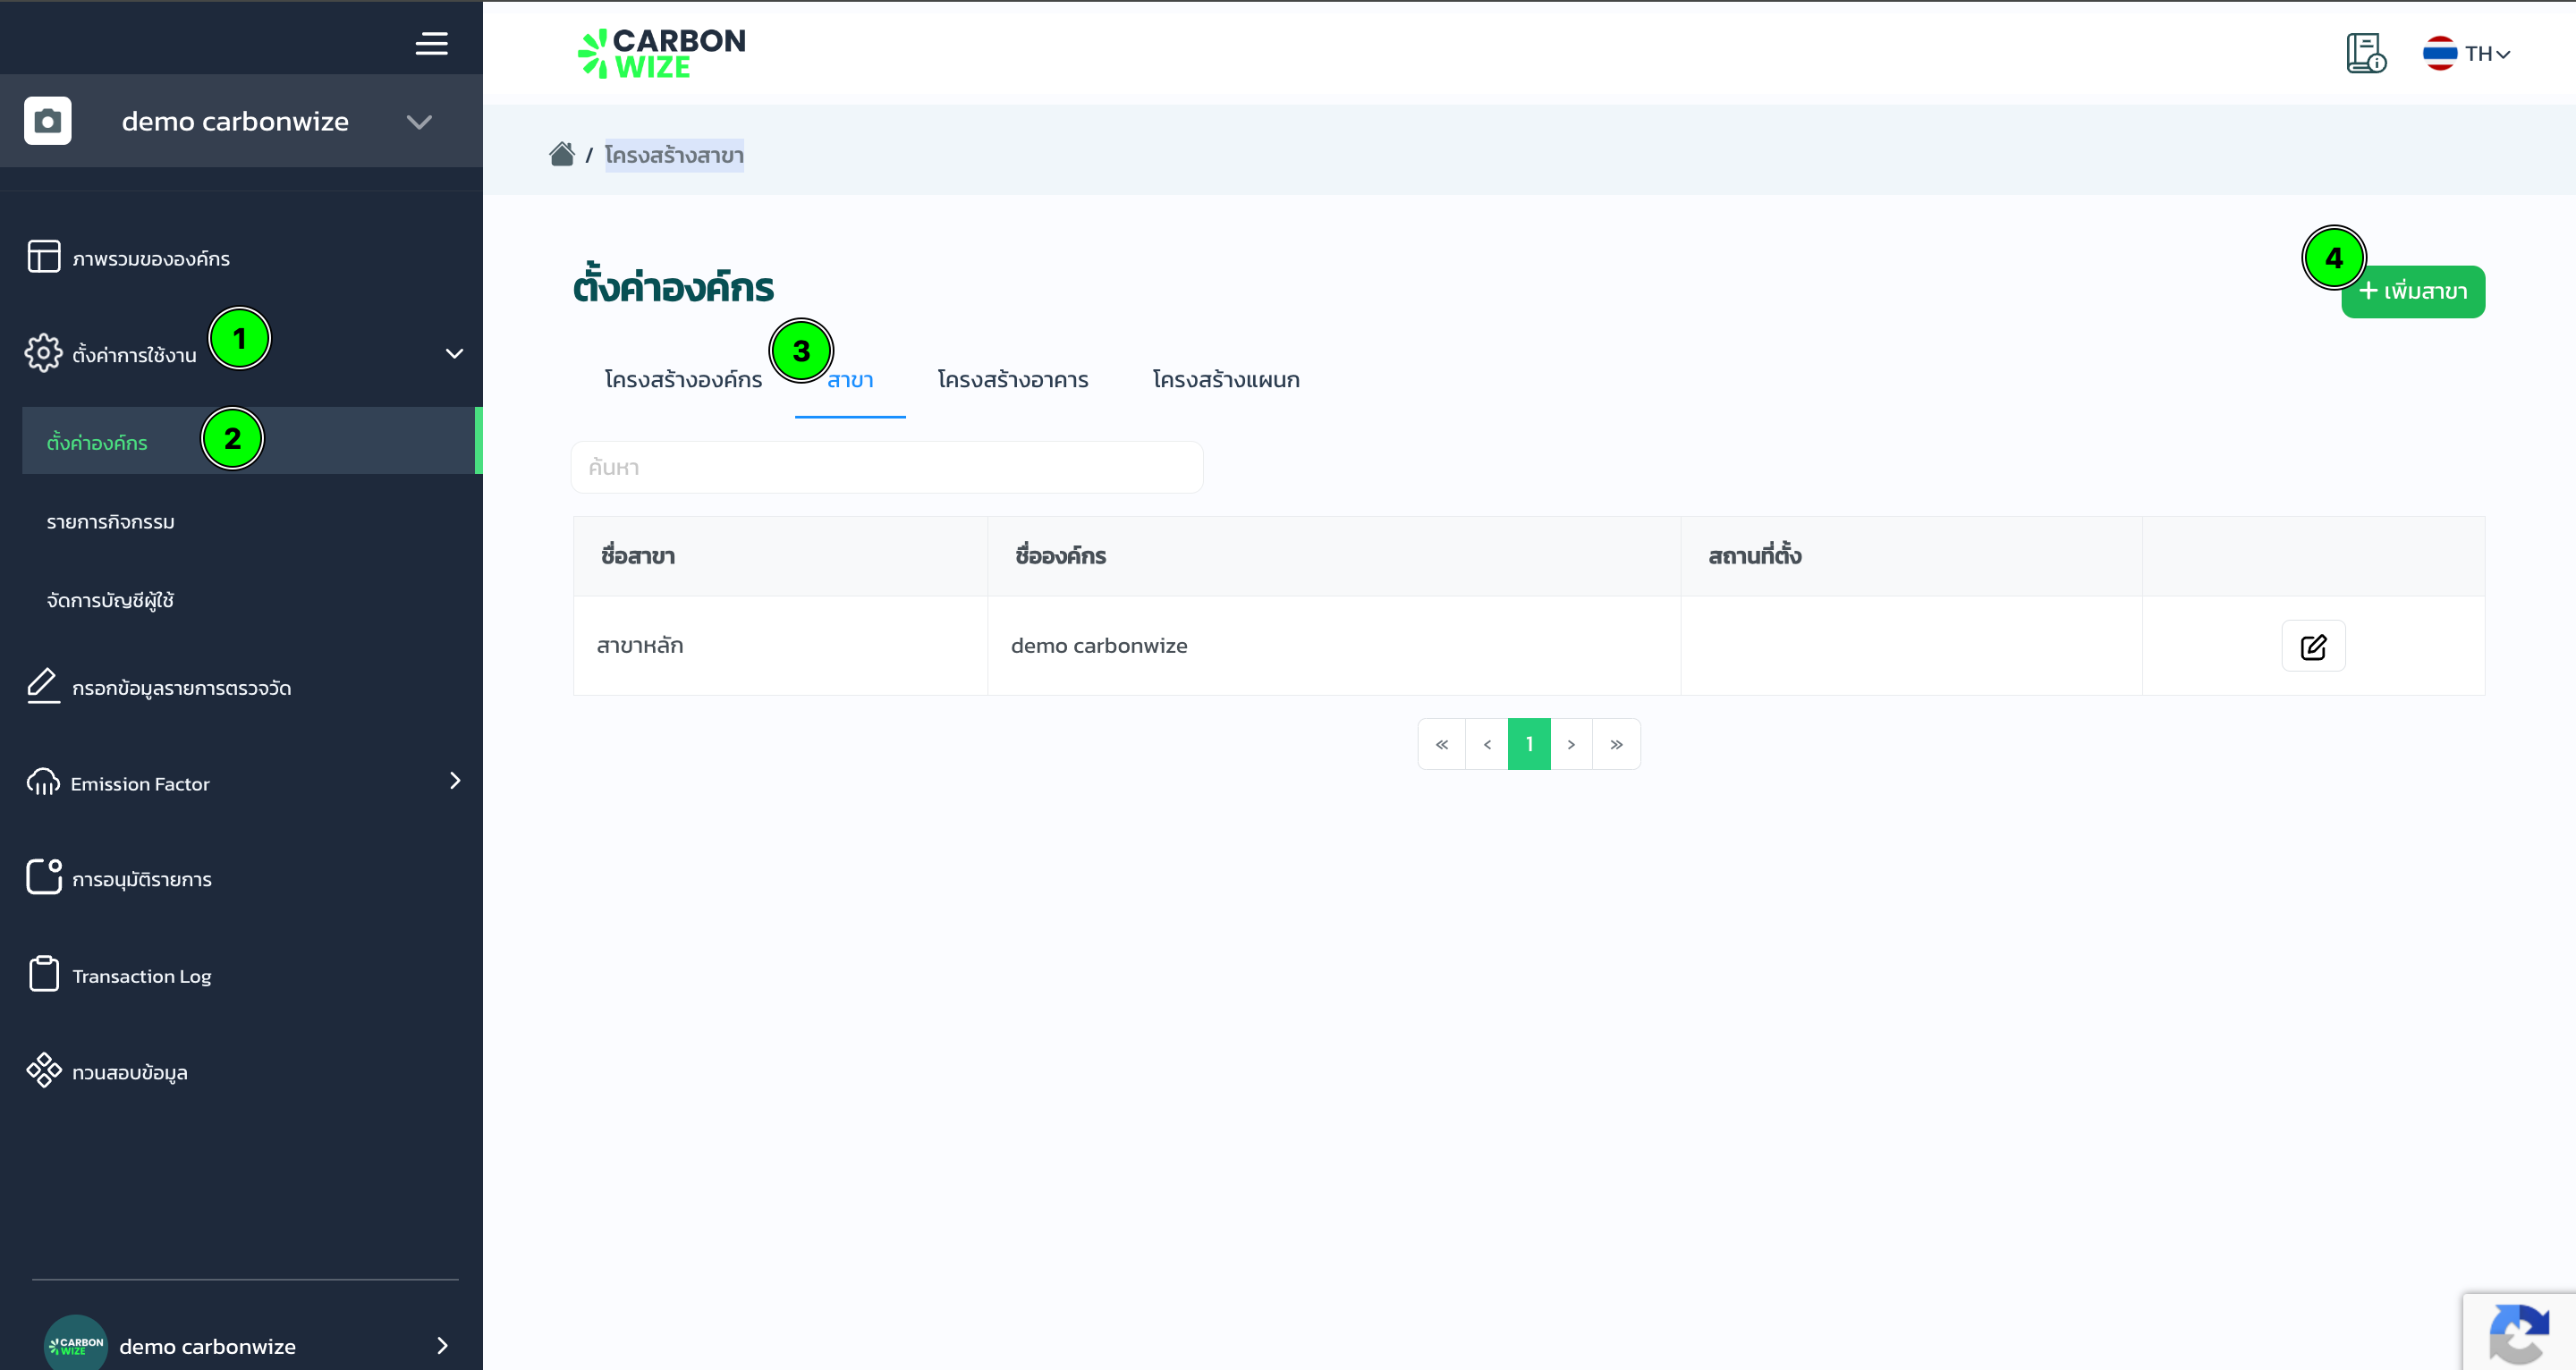 CARBON
WIZE
TH
demo carbonwize
/ โครงสร้างสาขา
ภาพรวมขององค์กร
ตั้งค่าการใช้งาน
1
ตั้งค่าองค์กร
2
รายการกิจกรรม
จัดการบัญชีผู้ใช้
กรอกข้อมูลรายการตรวจวัด
Emission Factor
การอนุมัติรายการ
Transaction Log
ทวนสอบข้อมูล
CARBON
WIZE
demo carbonwize
ตั้งค่าองค์กร
4
+ เพิ่มสาขา
3
โครงสร้างองค์กร สาขา โครงสร้างอาคาร โครงสร้างแผนก
ค้นหา
ชื่อสาขา ชื่อองค์กร สถานที่ตั้ง
สาขาหลัก demo carbonwize
« ‹ 1 › »